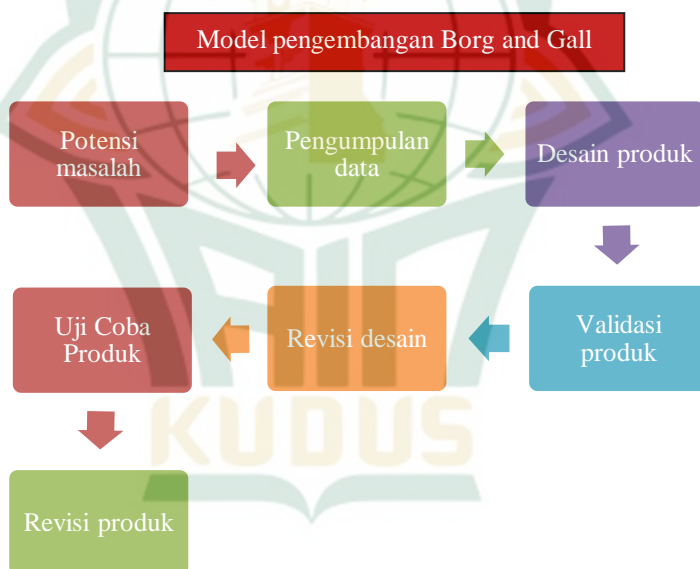 Model pengembangan Borg and Gall
Potensi
masalah
Pengumpulan
data
Desain produk
Validasi
produk
Revisi desain
Uji Coba
Produk
Revisi produk
KUDUS